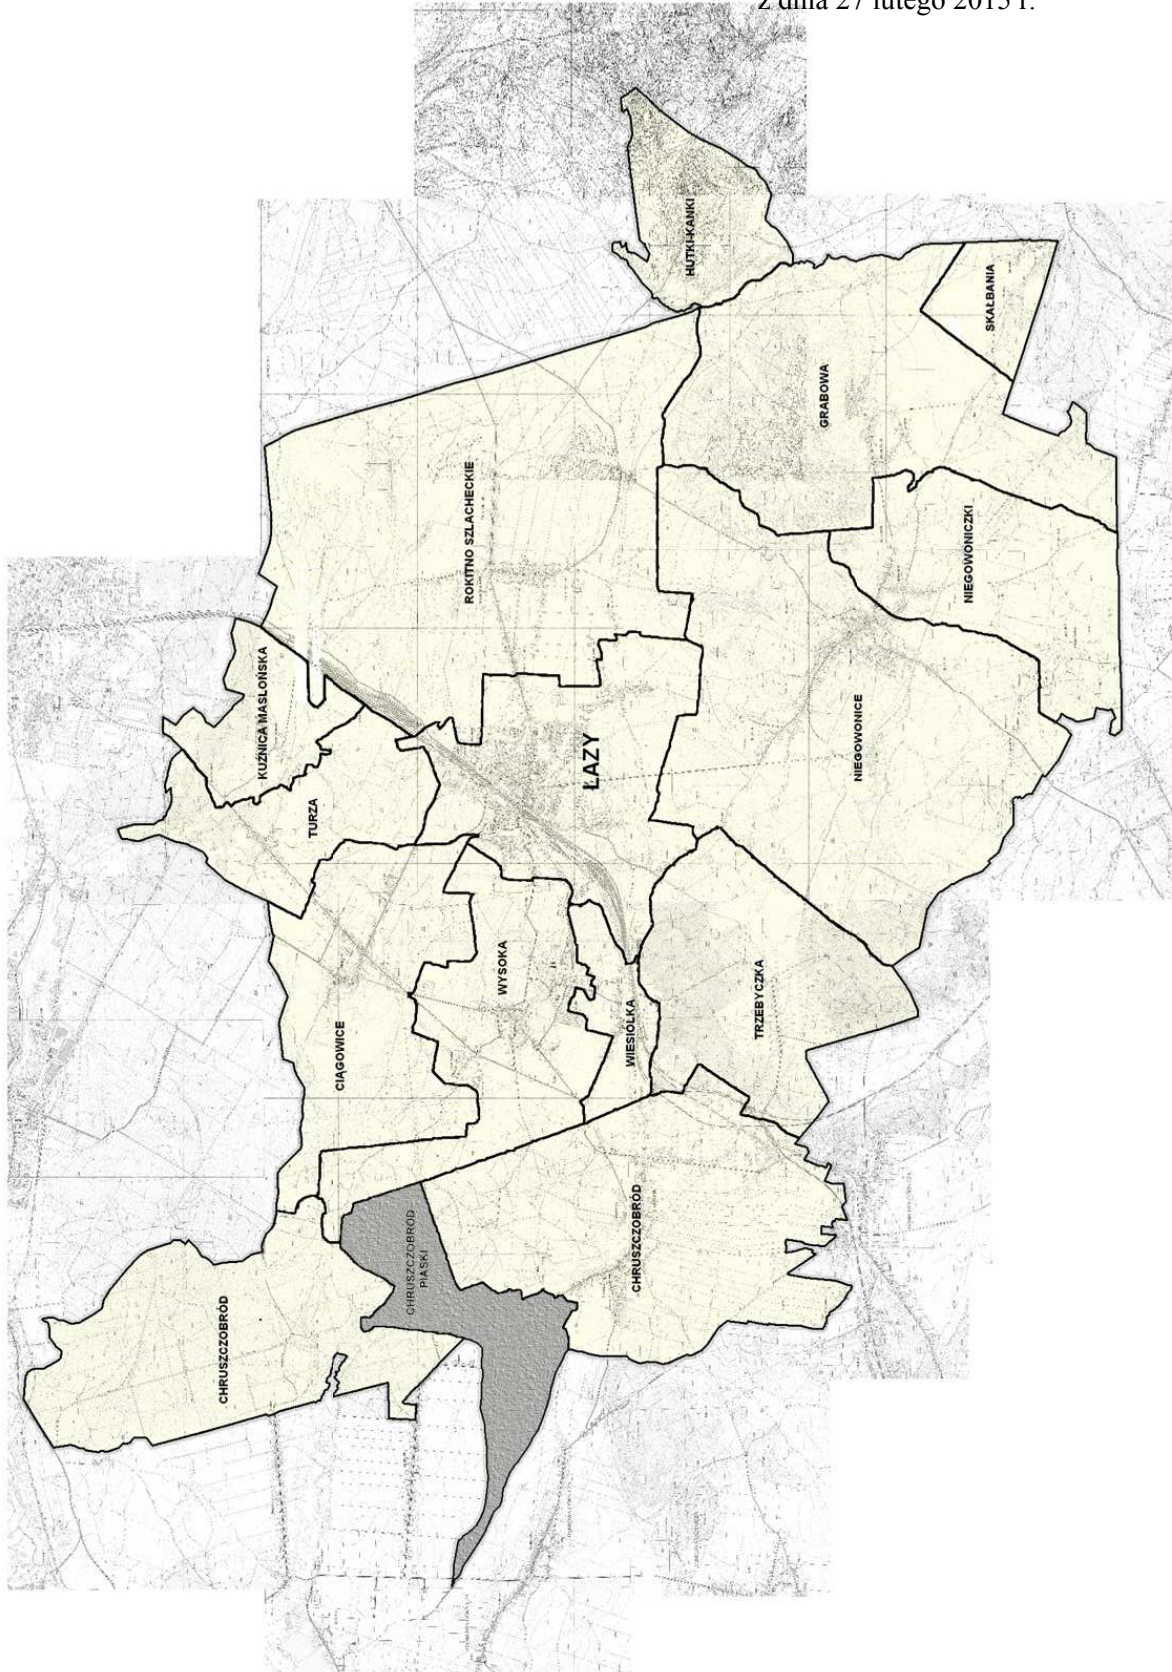 z dnia 27 lutego 2015 r.
HUTKI-KANKI
SKAŁBANIA
GRABOWA
ROKITNO SZLACHECKIE
NIEGOWONICZKI
KUŹNICA MASŁOŃSKA
ŁAZY
NIEGOWONICE
TURZA
WYSOKA
TRZEBYCZKA
WIESIÓŁKA
CIĄGOWICE
CHRUSZCZOBRÓD
CHRUSZCZOBRÓD
PIASKI
CHRUSZCZOBRÓD